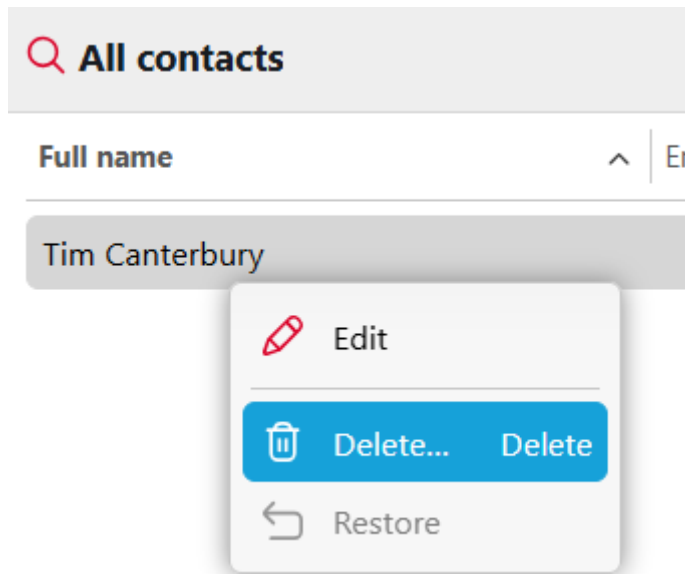 All contacts
Full name
Tim Canterbury
Edit
Delete... Delete
Restore